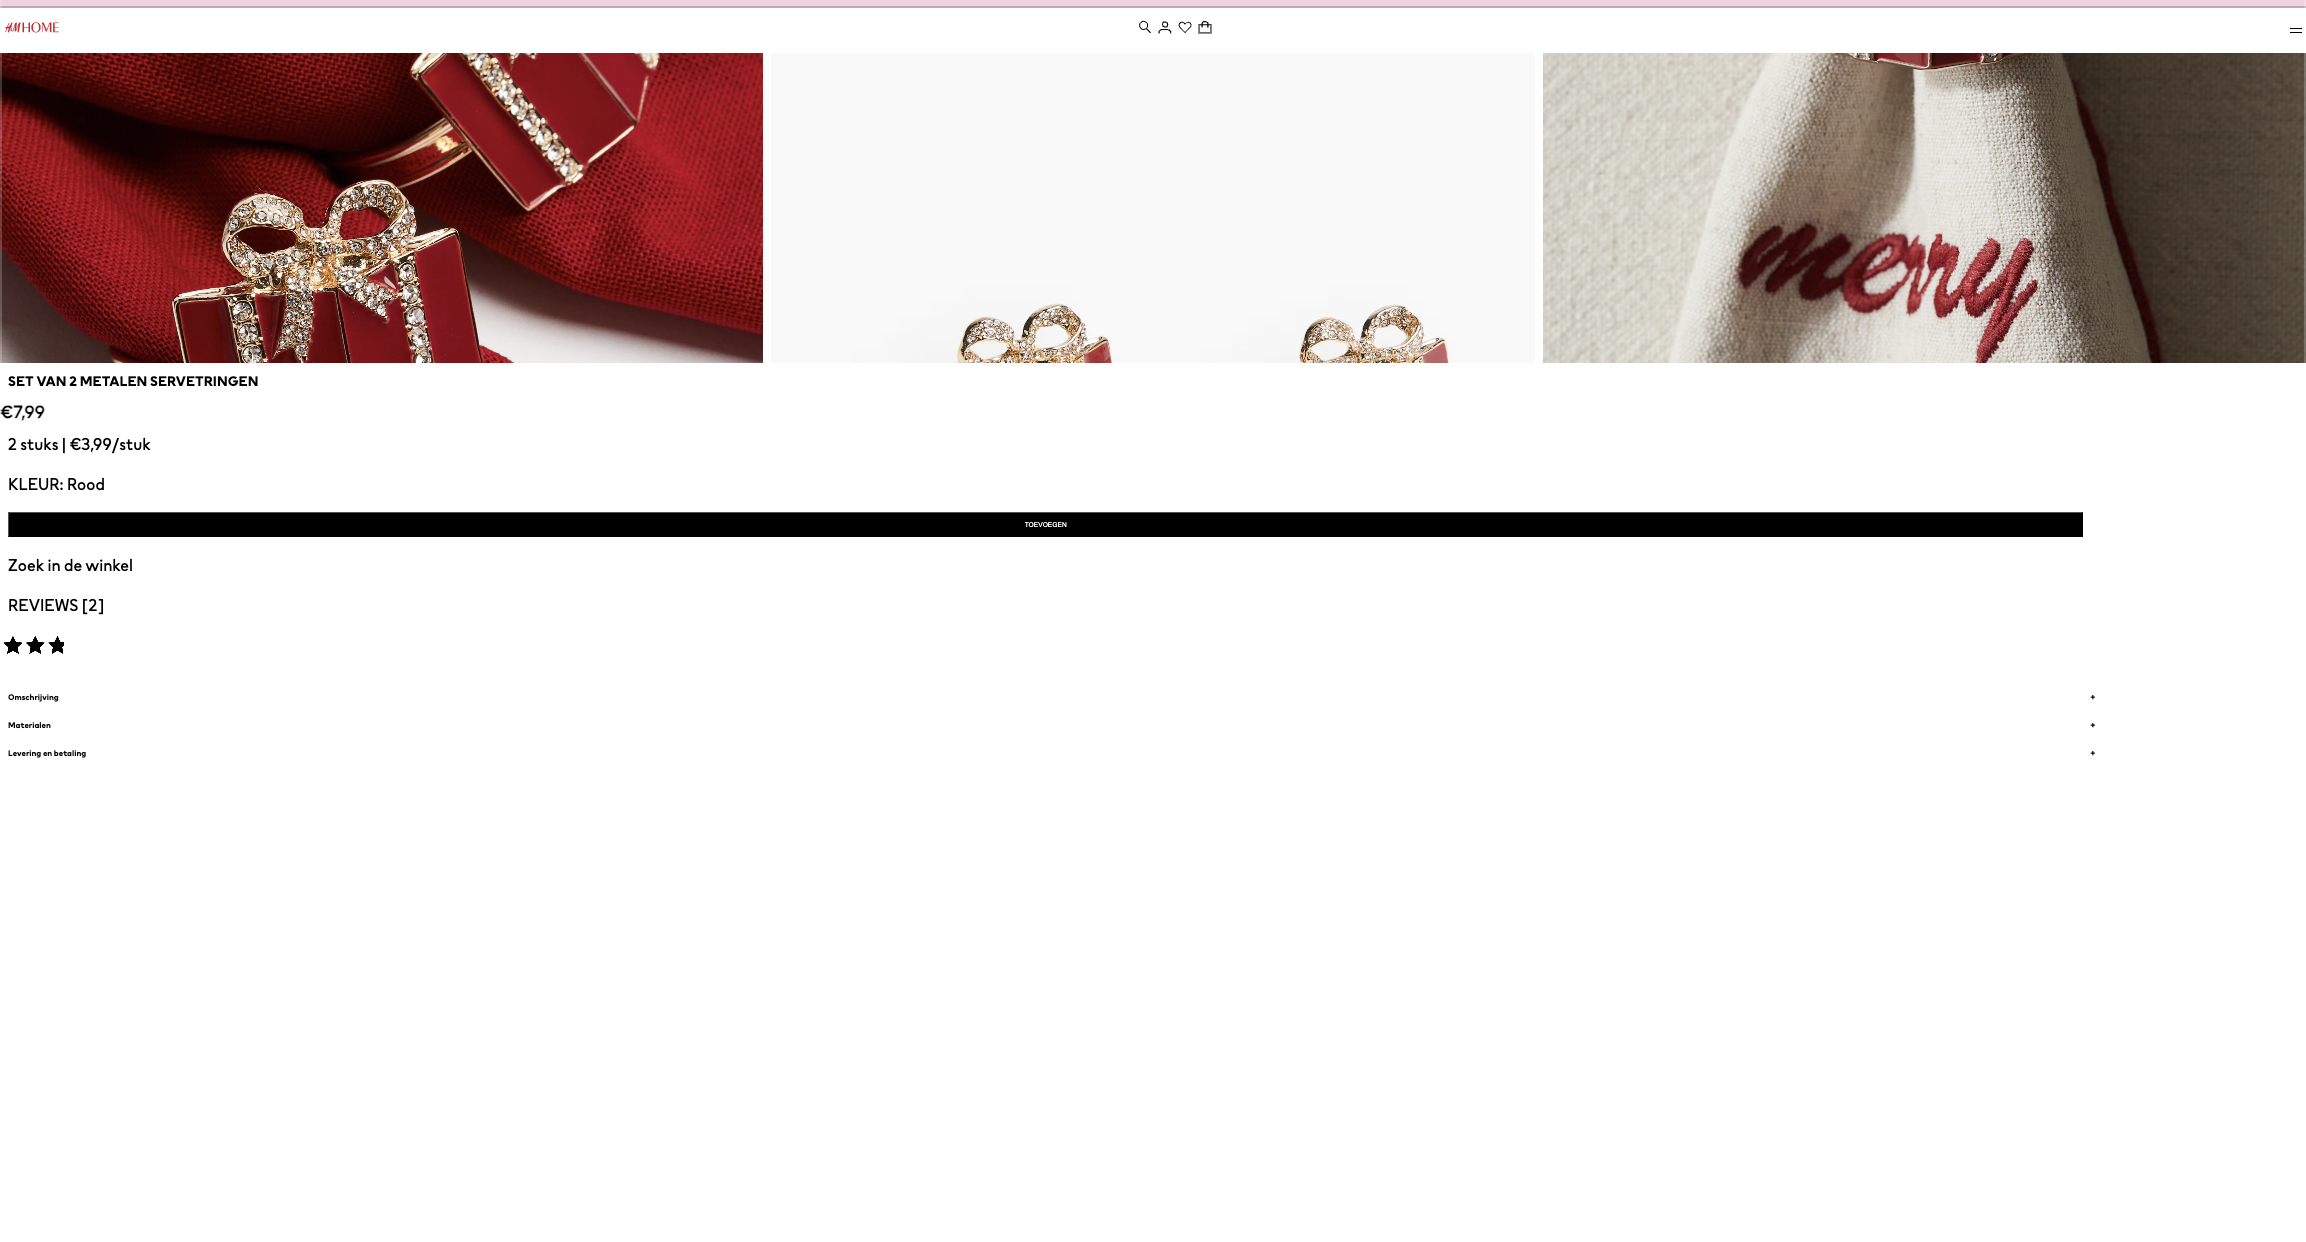 H&M HOME
merry
SET VAN 2 METALEN SERVETRINGEN
€7,99
2 stuks | €3,99/stuk
KLEUR: Rood
TOEVOEGEN
Zoek in de winkel
REVIEWS [2]
Omschrijving +
Materialen +
Levering en betaling +